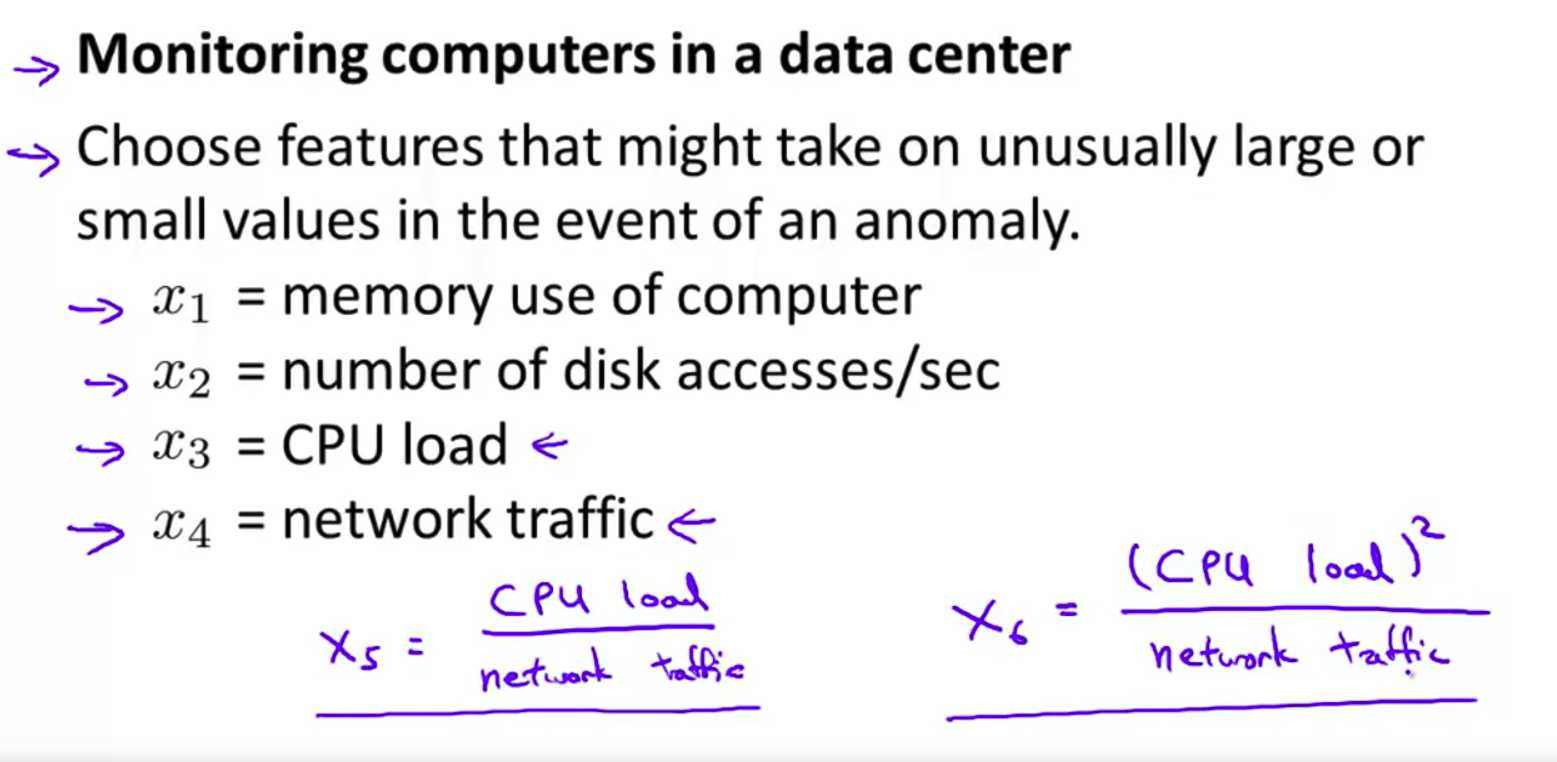 → Monitoring computers in a data center
→ Choose features that might take on unusually large or
small values in the event of an anomaly.
→ x₁ = memory use of computer
→ x₂ = number of disk accesses/sec
→ x₃ = CPU load ←
→ x₄ = network traffic ←
x₅ = CPU load / network taffic
x₆ = (CPU load)² / network taffic